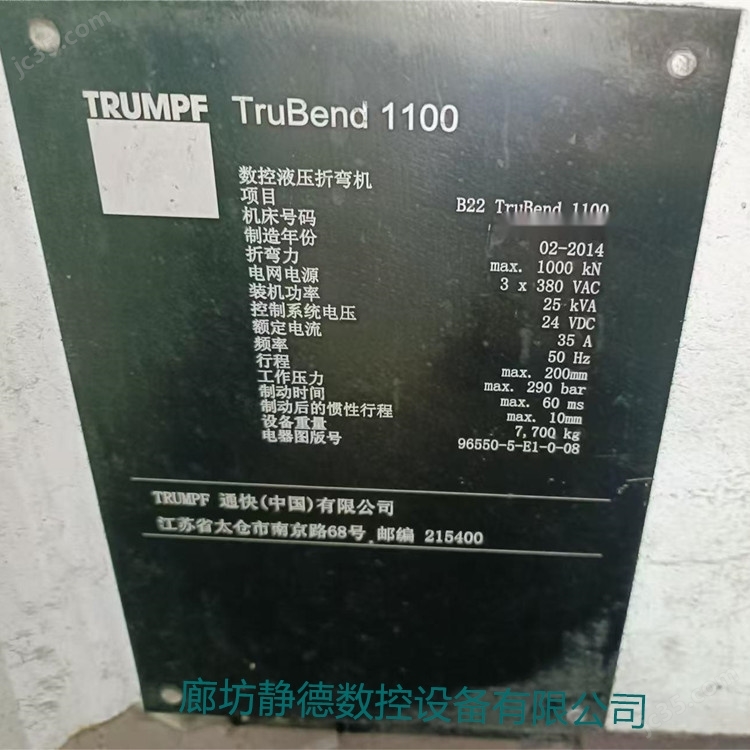 TRUMPF TruBend 1100
数控液压折弯机
项目 B22 TruBend 1100
机床号码
制造年份 02-2014
折弯力 max. 1000 kN
电网电源 3 x 380 VAC
装机功率 25 kVA
控制系统电压 24 VDC
额定电流 35 A
频率 50 Hz
行程 max. 200mm
工作压力 max. 290 bar
制动时间 max. 60 ms
制动后的惯性行程 max. 10mm
设备重量 7,700 kg
电器图版号 96550-5-E1-0-08
TRUMPF 通快(中国)有限公司
江苏省太仓市南京路68号 邮编 215400
廊坊静德数控设备有限公司